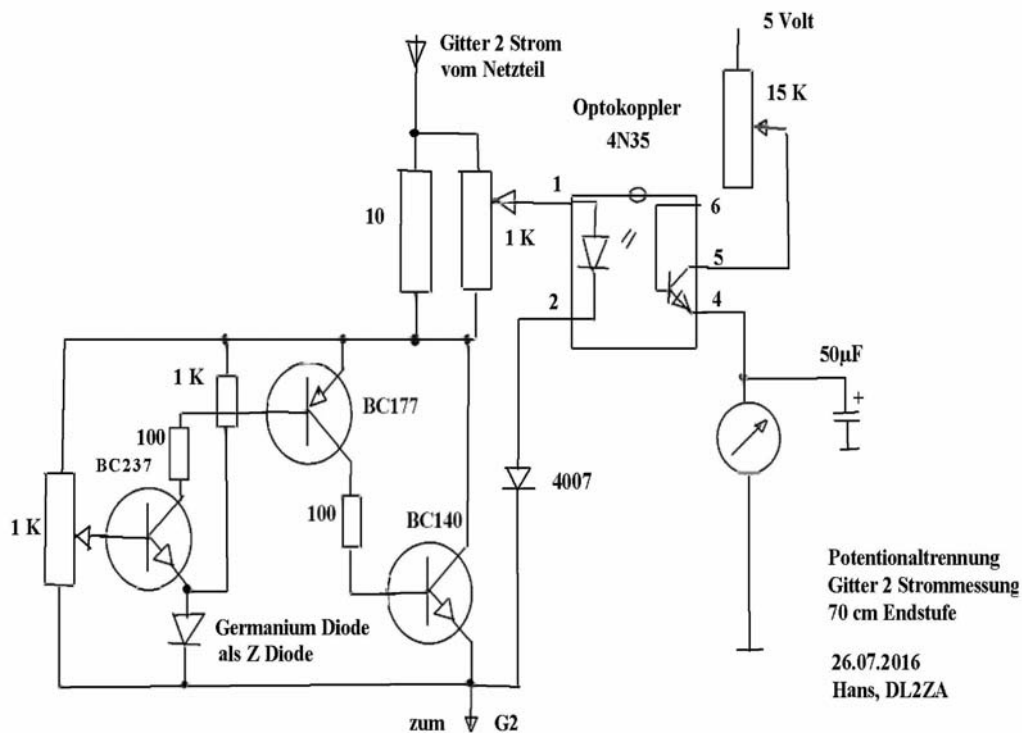 5 Volt
Gitter 2 Strom
vom Netzteil
15 K
Optokoppler
4N35
1
6
10
1 K
5
2
4
50µF
+
1 K
BC177
100
BC237
4007
100
BC140
1 K
Potentionaltrennung
Gitter 2 Strommessung
70 cm Endstufe
Germanium Diode
als Z Diode
26.07.2016
Hans, DL2ZA
zum G2